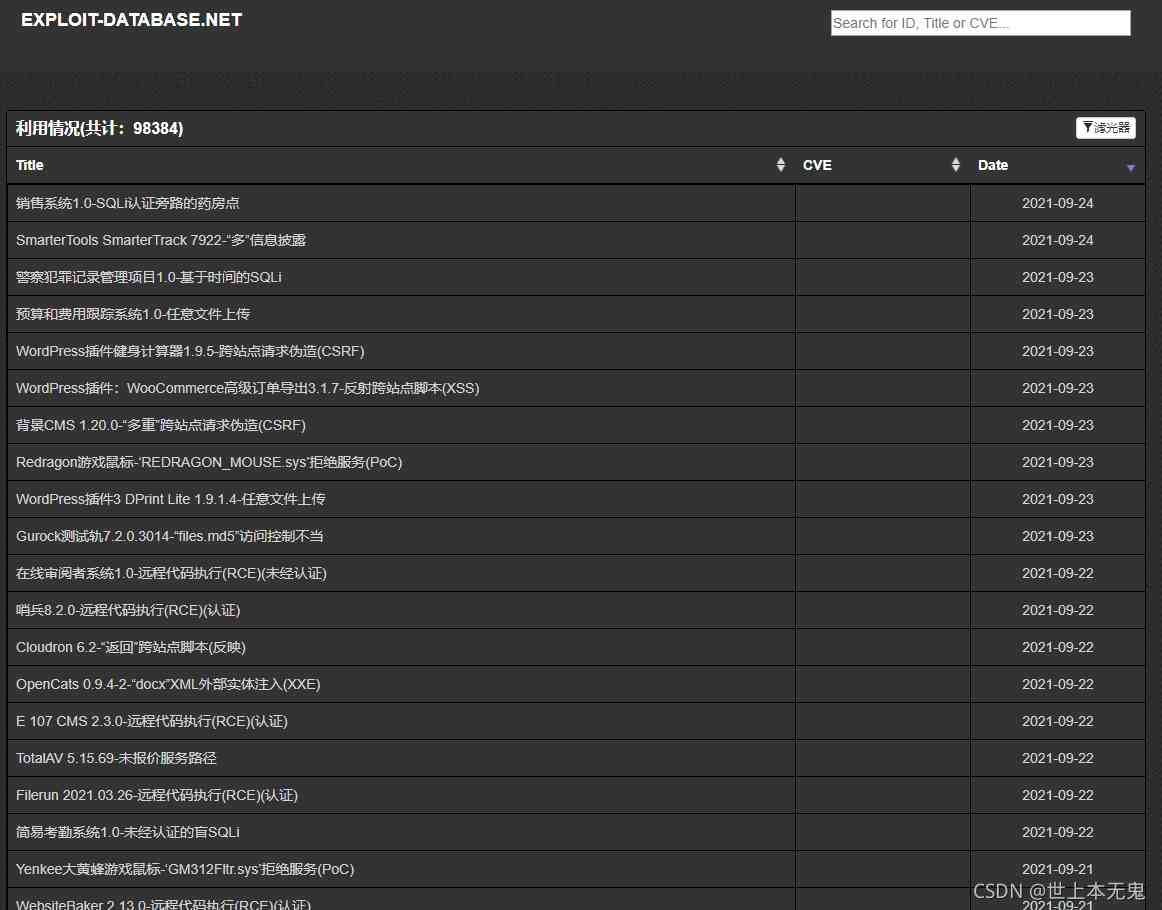 EXPLOIT-DATABASE.NET
Search for ID, Title or CVE...
利用情况(共计：98384)
滤光器
Title CVE Date
销售系统1.0-SQLi认证旁路的药房点 2021-09-24
SmarterTools SmarterTrack 7922-“多”信息披露 2021-09-24
警察犯罪记录管理项目1.0-基于时间的SQLi 2021-09-23
预算和费用跟踪系统1.0-任意文件上传 2021-09-23
WordPress插件健身计算器1.9.5-跨站点请求伪造(CSRF) 2021-09-23
WordPress插件：WooCommerce高级订单导出3.1.7-反射跨站点脚本(XSS) 2021-09-23
背景CMS 1.20.0-“多重”跨站点请求伪造(CSRF) 2021-09-23
Redragon游戏鼠标-‘REDRAGON_MOUSE.sys’拒绝服务(PoC) 2021-09-23
WordPress插件3 DPrint Lite 1.9.1.4-任意文件上传 2021-09-23
Gurock测试轨7.2.0.3014-“files.md5”访问控制不当 2021-09-23
在线审阅者系统1.0-远程代码执行(RCE)(未经认证) 2021-09-22
哨兵8.2.0-远程代码执行(RCE)(认证) 2021-09-22
Cloudron 6.2-“返回”跨站点脚本(反映) 2021-09-22
OpenCats 0.9.4-2-“docx”XML外部实体注入(XXE) 2021-09-22
E 107 CMS 2.3.0-远程代码执行(RCE)(认证) 2021-09-22
TotalAV 5.15.69-未报价服务路径 2021-09-22
Filerun 2021.03.26-远程代码执行(RCE)(认证) 2021-09-22
简易考勤系统1.0-未经认证的盲SQLi 2021-09-22
Yenkee大黄蜂游戏鼠标-‘GM312Fltr.sys’拒绝服务(PoC) 2021-09-21
WebsiteBaker 2.13.0-远程代码执行(RCE)(认证) 2021-09-21
CSDN @世上本无鬼